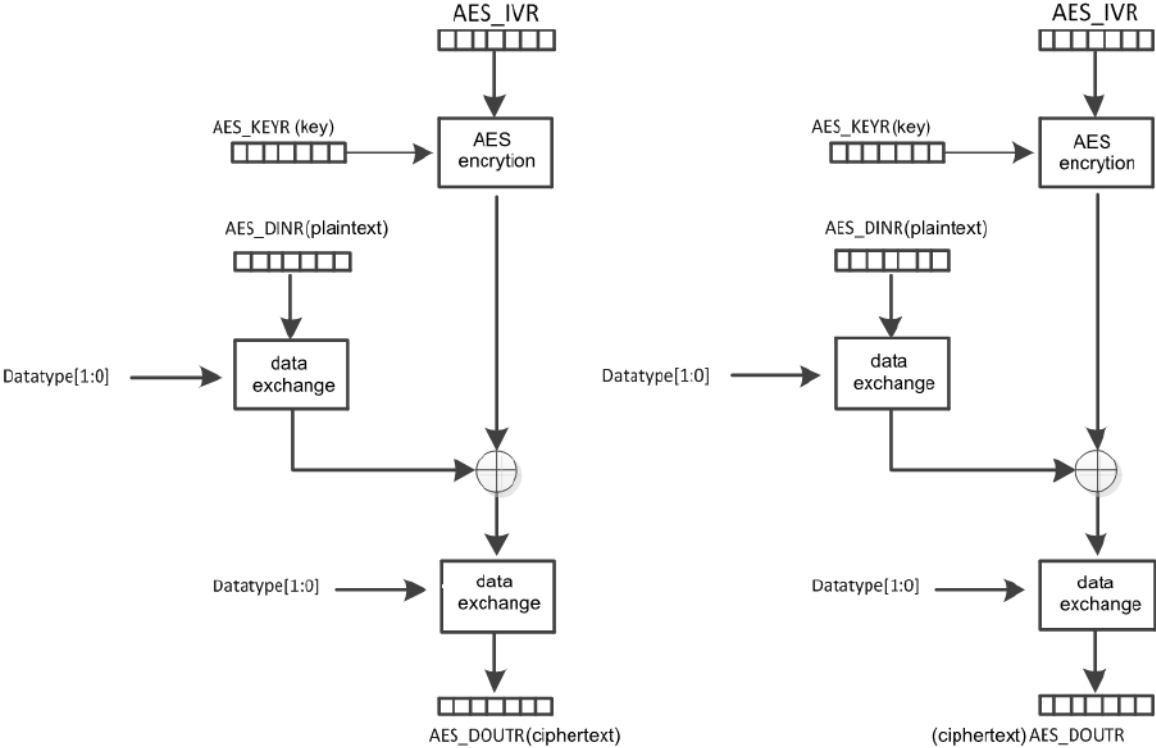 AES_IVR
AES_KEYR (key)
AES
encrytion
AES_DINR(plaintext)
Datatype[1:0]
data
exchange
Datatype[1:0]
data
exchange
AES_DOUTR(ciphertext)
AES_IVR
AES_KEYR(key)
AES
encrytion
AES_DINR(plaintext)
Datatype[1:0]
data
exchange
Datatype[1:0]
data
exchange
(ciphertext) AES_DOUTR